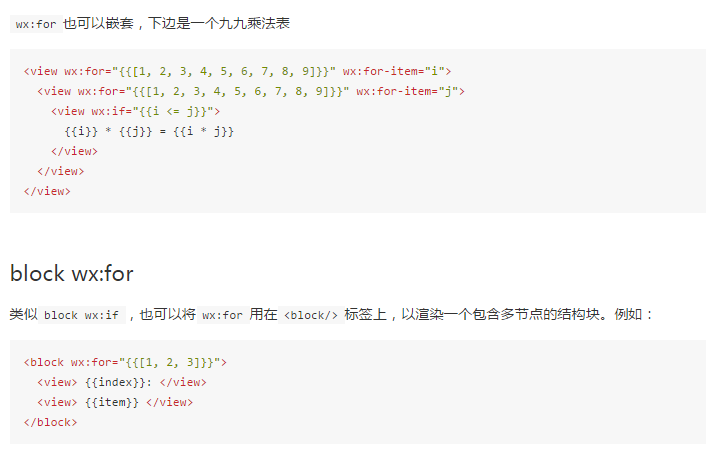 wx:for 也可以嵌套，下边是一个九九乘法表
<view wx:for="{{[1, 2, 3, 4, 5, 6, 7, 8, 9]}}" wx:for-item="i">
  <view wx:for="{{[1, 2, 3, 4, 5, 6, 7, 8, 9]}}" wx:for-item="j">
    <view wx:if="{{i <= j}}">
      {{i}} * {{j}} = {{i * j}}
    </view>
  </view>
</view>
block wx:for
类似 block wx:if ，也可以将 wx:for 用在 <block/> 标签上，以渲染一个包含多节点的结构块。例如：
<block wx:for="{{[1, 2, 3]}}">
  <view> {{index}}: </view>
  <view> {{item}} </view>
</block>